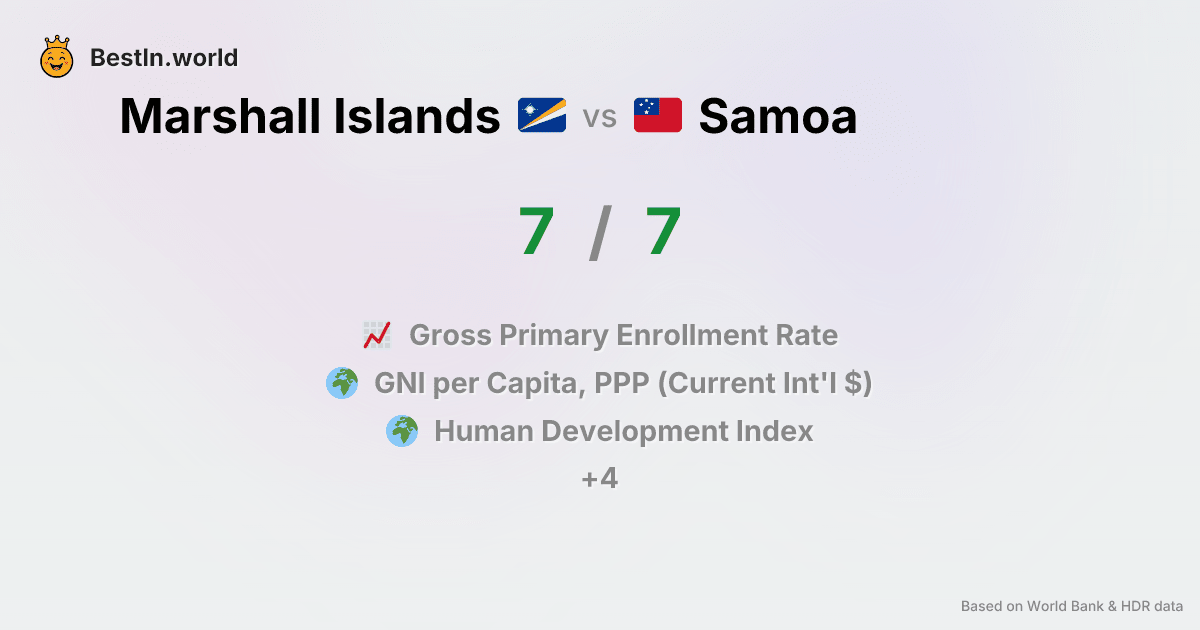 BestIn.world
Marshall Islands vs Samoa
7 / 7
Gross Primary Enrollment Rate
GNI per Capita, PPP (Current Int'l $)
Human Development Index
+4
Based on World Bank & HDR data